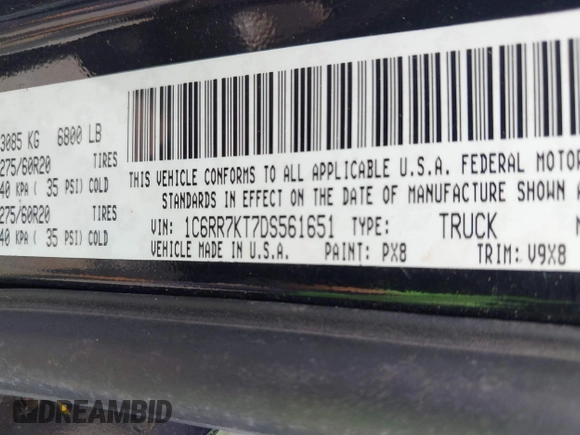 3085 KG 6800 LB
275/60R20 TIRES
40 KPA ( 35 PSI) COLD
275/60R20 TIRES
40 KPA ( 35 PSI) COLD
THIS VEHICLE CONFORMS TO ALL APPLICABLE U.S.A. FEDERAL MOTOR
STANDARDS IN EFFECT ON THE DATE OF MANUFACTURE SHOWN
VIN: 1C6RR7KT7DS561651 TYPE: TRUCK
VEHICLE MADE IN U.S.A. PAINT: PX8 TRIM: V9X8
DREAMBID